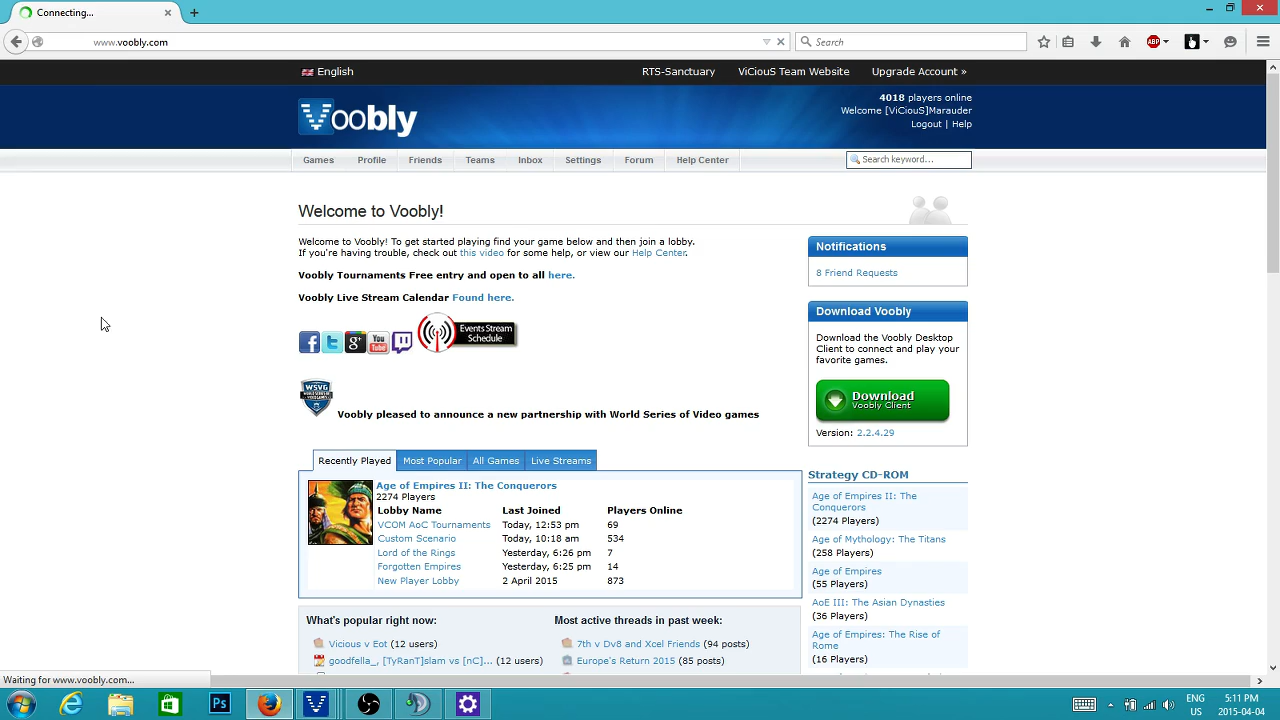 Connecting...
www.voobly.com
Search
ABP
English
RTS-Sanctuary
ViCiouS Team Website
Upgrade Account »
Voobly
4018 players online
Welcome [ViCiouS]Marauder
Logout | Help
Games
Profile
Friends
Teams
Inbox
Settings
Forum
Help Center
Search keyword...
Welcome to Voobly!
Welcome to Voobly! To get started playing find your game below and then join a lobby.
If you're having trouble, check out this video for some help, or view our Help Center.
Voobly Tournaments Free entry and open to all here.
Voobly Live Stream Calendar Found here.
Events Stream
Schedule
WSVG
Voobly pleased to announce a new partnership with World Series of Video games
Notifications
8 Friend Requests
Download Voobly
Download the Voobly Desktop
Client to connect and play your
favorite games.
Download
Voobly Client
Version: 2.2.4.29
Recently Played
Most Popular
All Games
Live Streams
Age of Empires II: The Conquerors
2274 Players
Lobby Name Last Joined Players Online
VCOM AoC Tournaments Today, 12:53 pm 69
Custom Scenario Today, 10:18 am 534
Lord of the Rings Yesterday, 6:26 pm 7
Forgotten Empires Yesterday, 6:25 pm 14
New Player Lobby 2 April 2015 873
Strategy CD-ROM
Age of Empires II: The
Conquerors
(2274 Players)
Age of Mythology: The Titans
(258 Players)
Age of Empires
(55 Players)
AoE III: The Asian Dynasties
(36 Players)
Age of Empires: The Rise of
Rome
(16 Players)
What's popular right now:
Vicious v Eot (12 users)
goodfella_, [TyRanT]slam vs [nC]... (12 users)
Most active threads in past week:
7th v Dv8 and Xcel Friends (94 posts)
Europe's Return 2015 (85 posts)
Waiting for www.voobly.com...
Ps
ENG
US
5:11 PM
2015-04-04